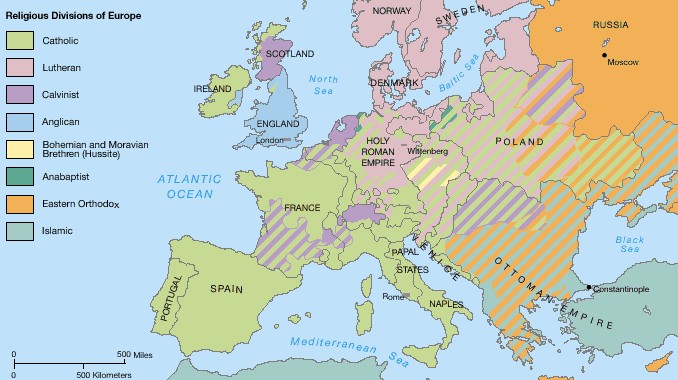 Religious Divisions of Europe
Catholic
Lutheran
Calvinist
Anglican
Bohemian and Moravian
Brethren (Hussite)
Anabaptist
Eastern Orthodox
Islamic
NORWAY
SWEDEN
RUSSIA
Moscow
SCOTLAND
North
Sea
DENMARK
Baltic Sea
IRELAND
ENGLAND
London
HOLY
ROMAN
EMPIRE
Wittenberg
POLAND
ATLANTIC
OCEAN
FRANCE
VENICE
PAPAL
STATES
Black
Sea
OTTOMAN EMPIRE
Constantinople
PORTUGAL
SPAIN
Rome
NAPLES
Mediterranean Sea
0 500 Miles
0 500 Kilometers